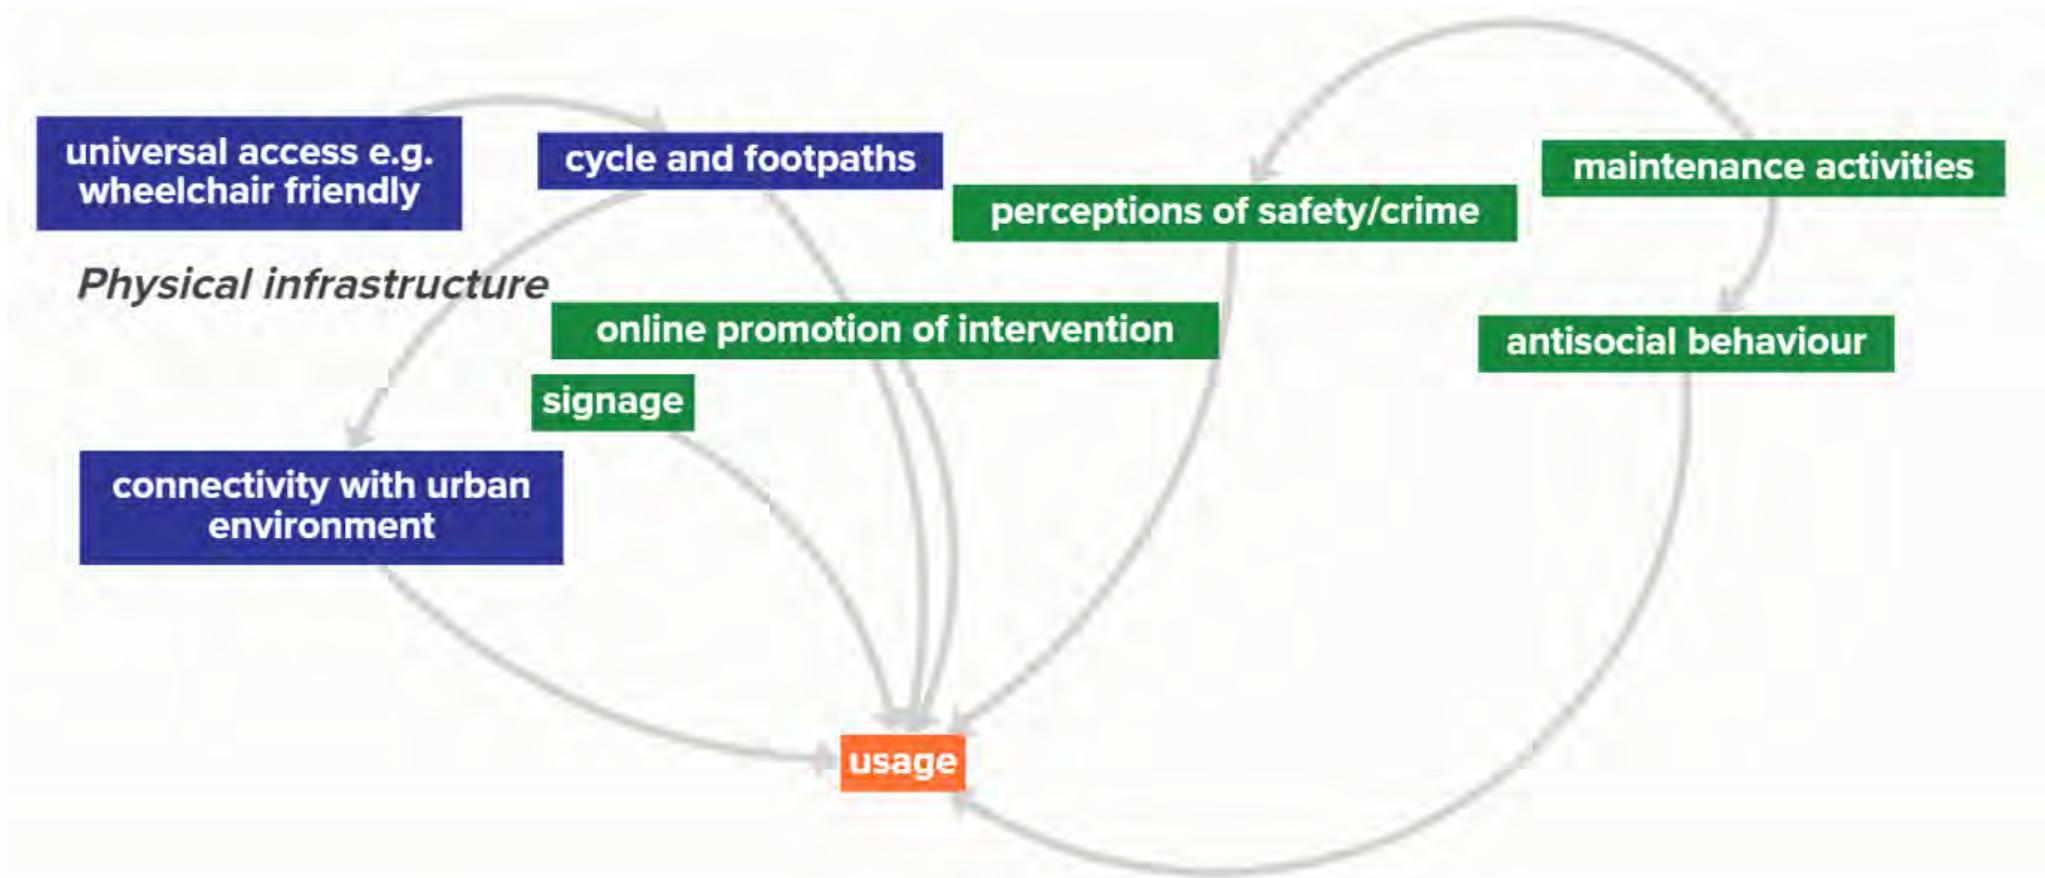 universal access e.g.
wheelchair friendly
cycle and footpaths
maintenance activities
perceptions of safety/crime
Physical infrastructure
online promotion of intervention
antisocial behaviour
signage
connectivity with urban
environment
usage